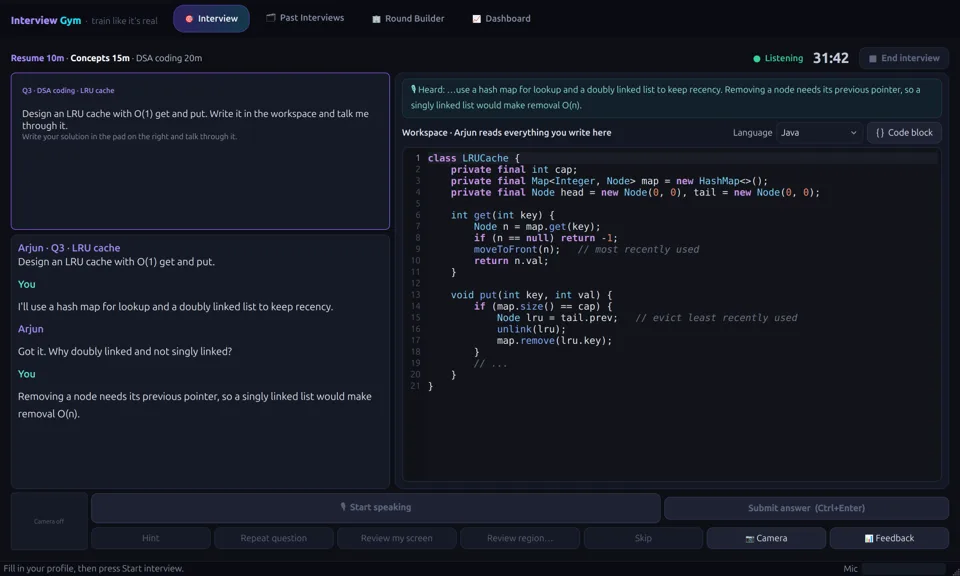 Interview Gym · train like it's real
Interview
Past Interviews
Round Builder
Dashboard
Resume 10m · Concepts 15m · DSA coding 20m
Listening
31:42
End interview
Q3 · DSA coding · LRU cache
Design an LRU cache with O(1) get and put. Write it in the workspace and talk me
through it.
Write your solution in the pad on the right and talk through it.
Arjun · Q3 · LRU cache
Design an LRU cache with O(1) get and put.
You
I'll use a hash map for lookup and a doubly linked list to keep recency.
Arjun
Got it. Why doubly linked and not singly linked?
You
Removing a node needs its previous pointer, so a singly linked list would make
removal O(n).
Heard: ...use a hash map for lookup and a doubly linked list to keep recency. Removing a node needs its previous pointer, so a
singly linked list would make removal O(n).
Workspace · Arjun reads everything you write here
Language
Java
{ } Code block
1 class LRUCache {
2     private final int cap;
3     private final Map<Integer, Node> map = new HashMap<>();
4     private final Node head = new Node(0, 0), tail = new Node(0, 0);
5
6     int get(int key) {
7         Node n = map.get(key);
8         if (n == null) return -1;
9         moveToFront(n);   // most recently used
10         return n.val;
11     }
12
13     void put(int key, int val) {
14         if (map.size() == cap) {
15             Node lru = tail.prev;   // evict least recently used
16             unlink(lru);
17             map.remove(lru.key);
18         }
19         // ...
20     }
21 }
Camera off
Start speaking
Submit answer (Ctrl+Enter)
Hint
Repeat question
Review my screen
Review region...
Skip
Camera
Feedback
Fill in your profile, then press Start interview.
Mic